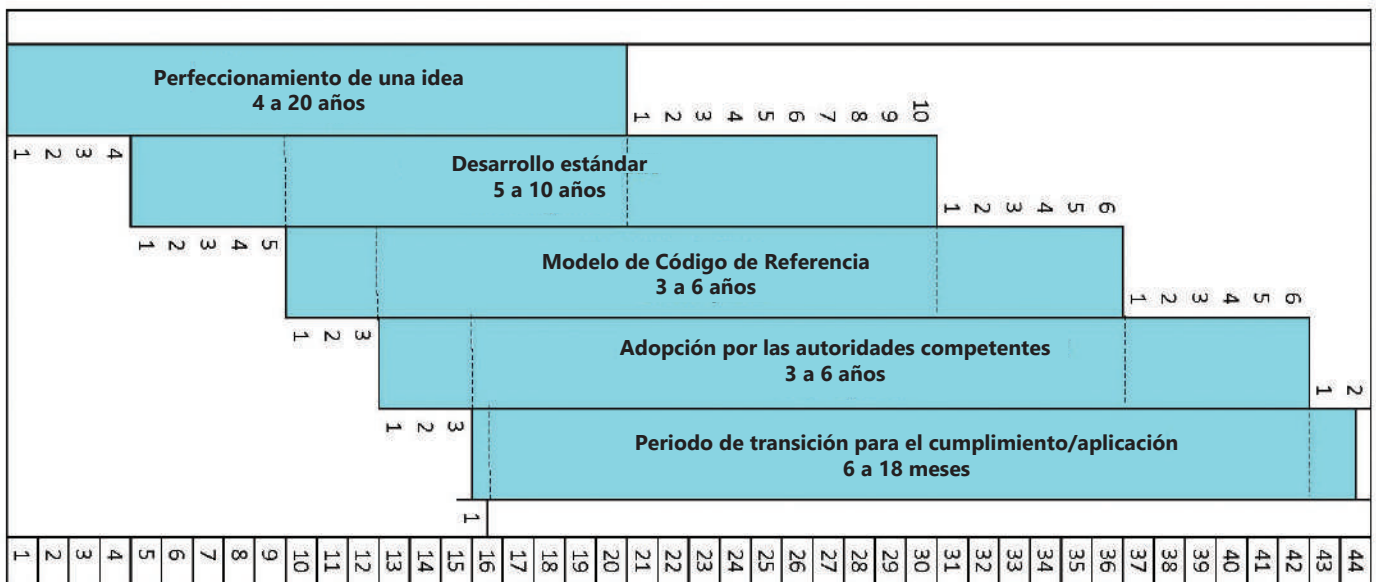 Perfeccionamiento de una idea
4 a 20 años
1 2 3 4 5 6 7 8 9 10
1 2 3 4
Desarrollo estándar
5 a 10 años
1 2 3 4 5 6
1 2 3 4 5
Modelo de Código de Referencia
3 a 6 años
1 2 3 4 5 6
1 2 3
Adopción por las autoridades competentes
3 a 6 años
1 2
1 2 3
Periodo de transición para el cumplimiento/aplicación
6 a 18 meses
1
1 2 3 4 5 6 7 8 9 10 11 12 13 14 15 16 17 18 19 20 21 22 23 24 25 26 27 28 29 30 31 32 33 34 35 36 37 38 39 40 41 42 43 44